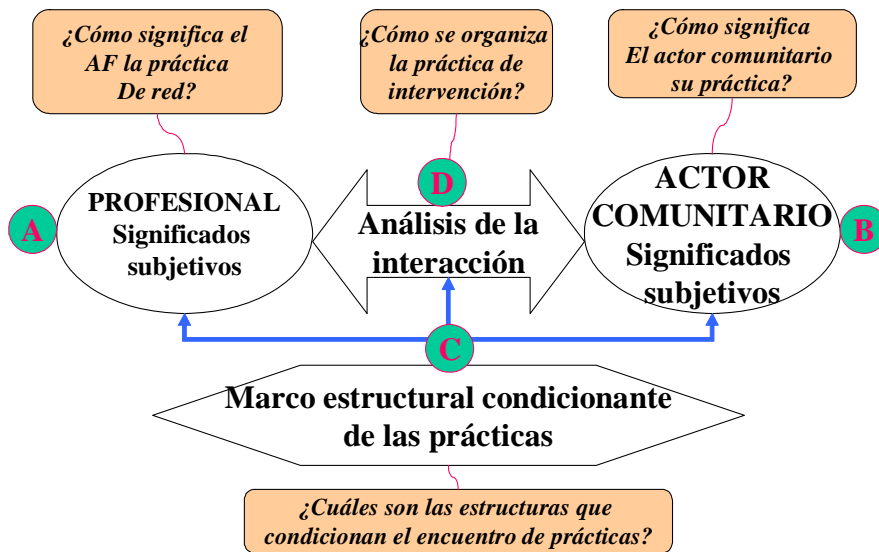 ¿Cómo significa el
AF la práctica
De red?
¿Cómo se organiza
la práctica de
intervención?
¿Cómo significa
El actor comunitario
su práctica?
A
PROFESIONAL
Significados
subjetivos
D
Análisis de la
interacción
ACTOR
COMUNITARIO
Significados
subjetivos
B
C
Marco estructural condicionante
de las prácticas
¿Cuáles son las estructuras que
condicionan el encuentro de prácticas?